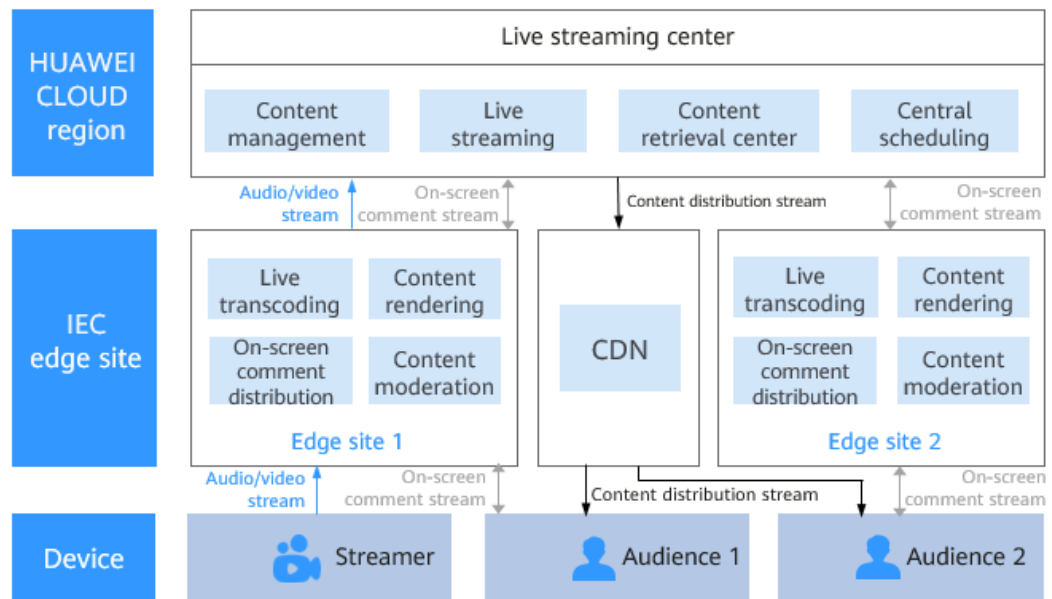 HUAWEI
CLOUD
region
Live streaming center
Content
management
Live
streaming
Content
retrieval center
Central
scheduling
Audio/video
stream
On-screen
comment stream
Content distribution stream
On-screen
comment stream
IEC
edge site
Live
transcoding
Content
rendering
On-screen
comment
distribution
Content
moderation
Edge site 1
CDN
Live
transcoding
Content
rendering
On-screen
comment
distribution
Content
moderation
Edge site 2
Audio/video
stream
On-screen
comment stream
Content distribution stream
On-screen
comment stream
Device
Streamer
Audience 1
Audience 2